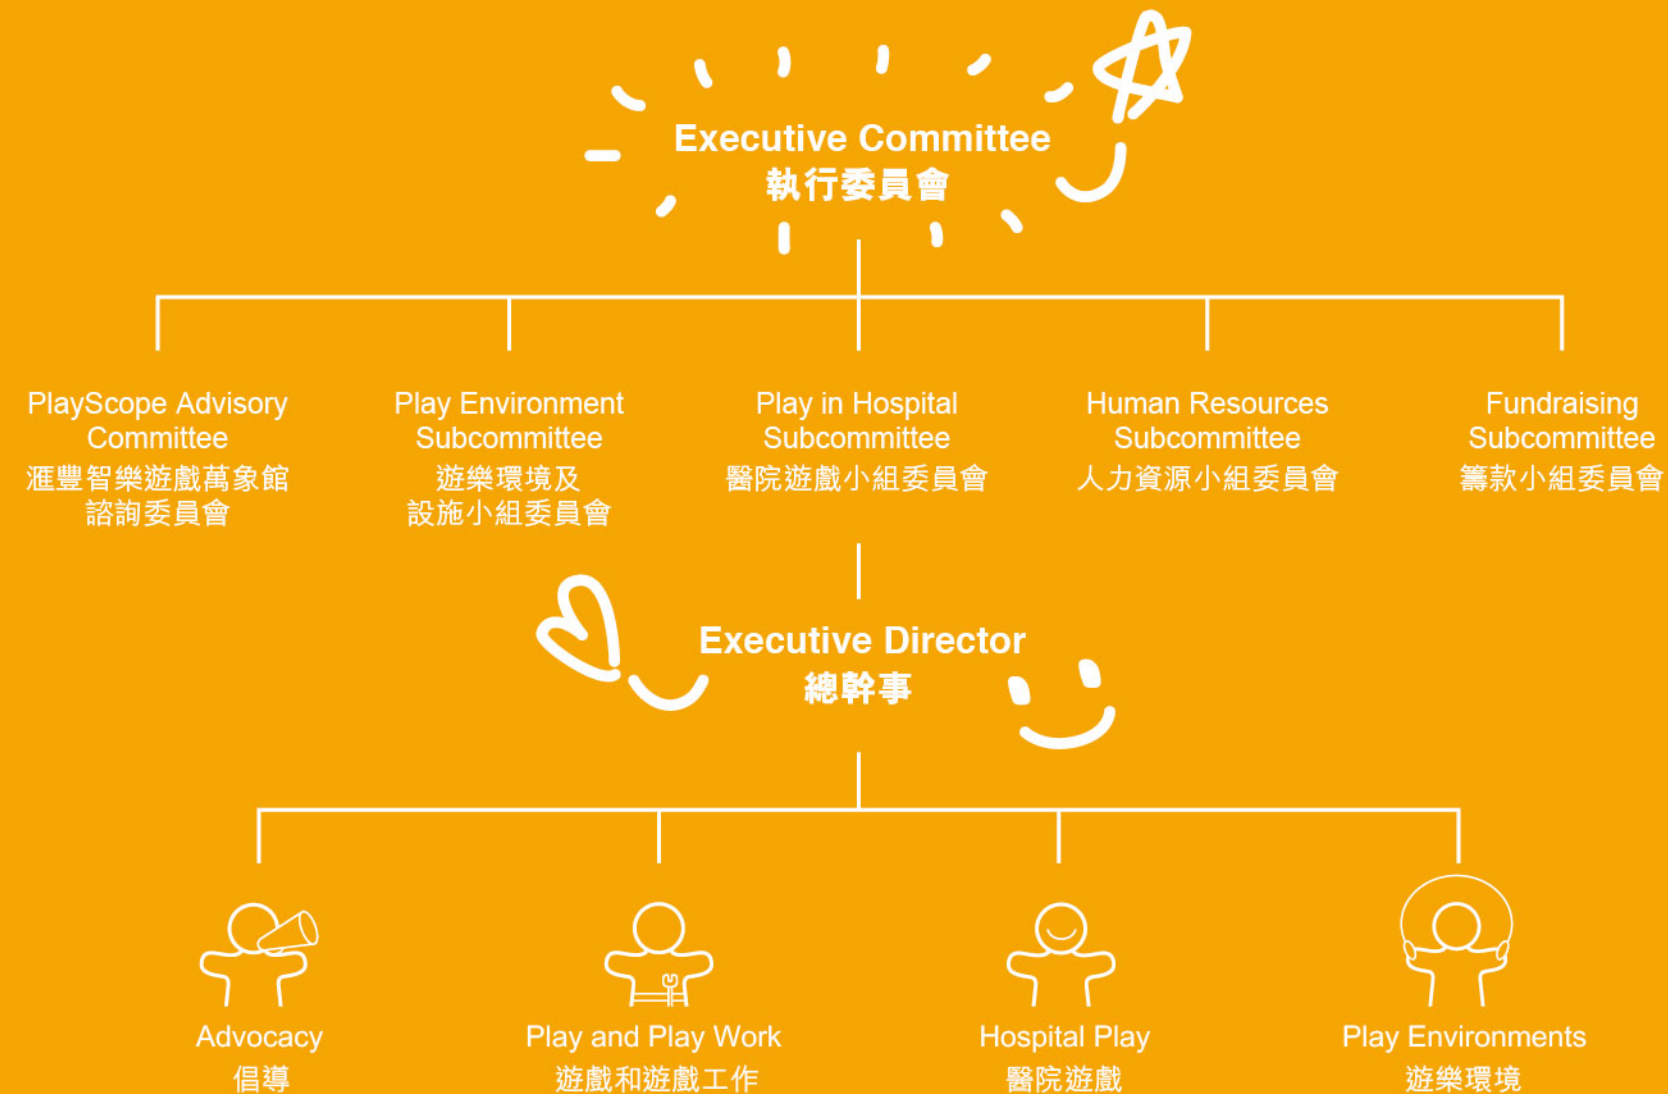 Executive Committee
執行委員會
PlayScope Advisory
Committee
滙豐智樂遊戲萬象館
諮詢委員會
Play Environment
Subcommittee
遊樂環境及
設施小組委員會
Play in Hospital
Subcommittee
醫院遊戲小組委員會
Human Resources
Subcommittee
人力資源小組委員會
Fundraising
Subcommittee
籌款小組委員會
Executive Director
總幹事
Advocacy
倡導
Play and Play Work
遊戲和遊戲工作
Hospital Play
醫院遊戲
Play Environments
遊樂環境